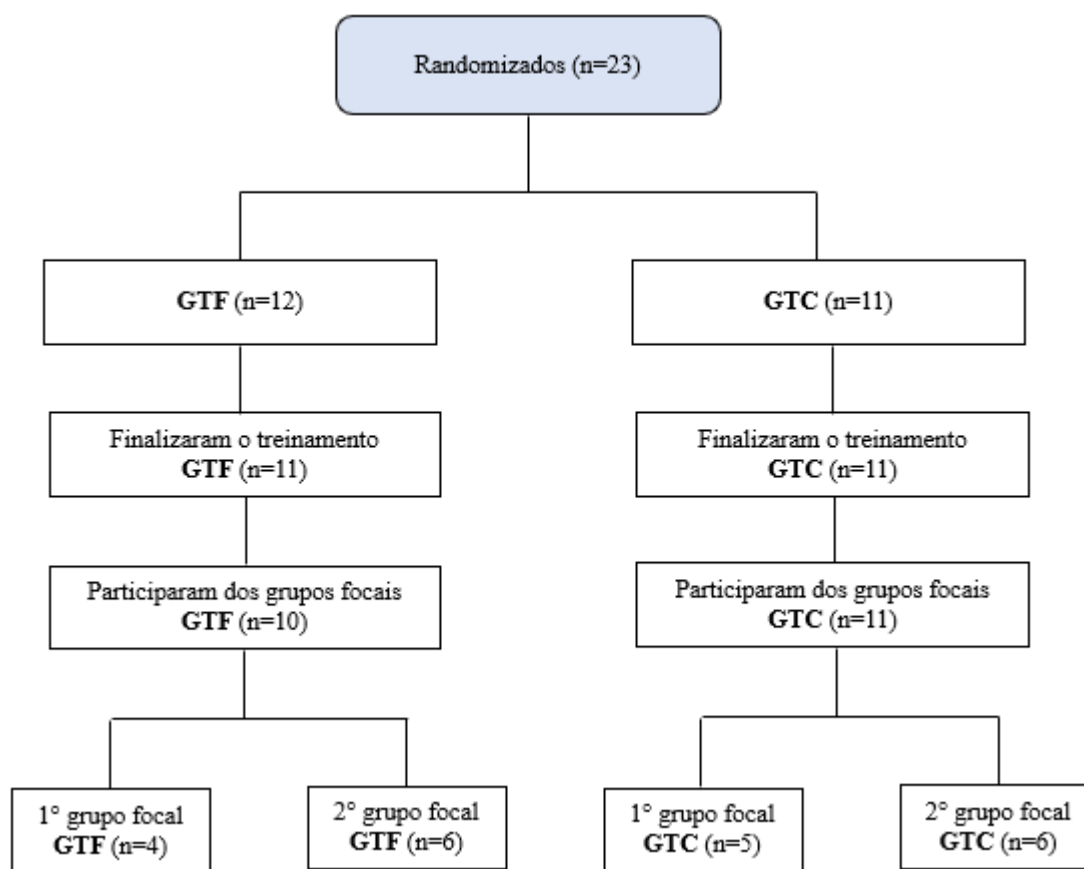 Randomizados (n=23)
GTF (n=12)
GTC (n=11)
Finalizaram o treinamento
GTF (n=11)
Finalizaram o treinamento
GTC (n=11)
Participaram dos grupos focais
GTF (n=10)
Participaram dos grupos focais
GTC (n=11)
1° grupo focal
GTF (n=4)
2° grupo focal
GTF (n=6)
1° grupo focal
GTC (n=5)
2° grupo focal
GTC (n=6)